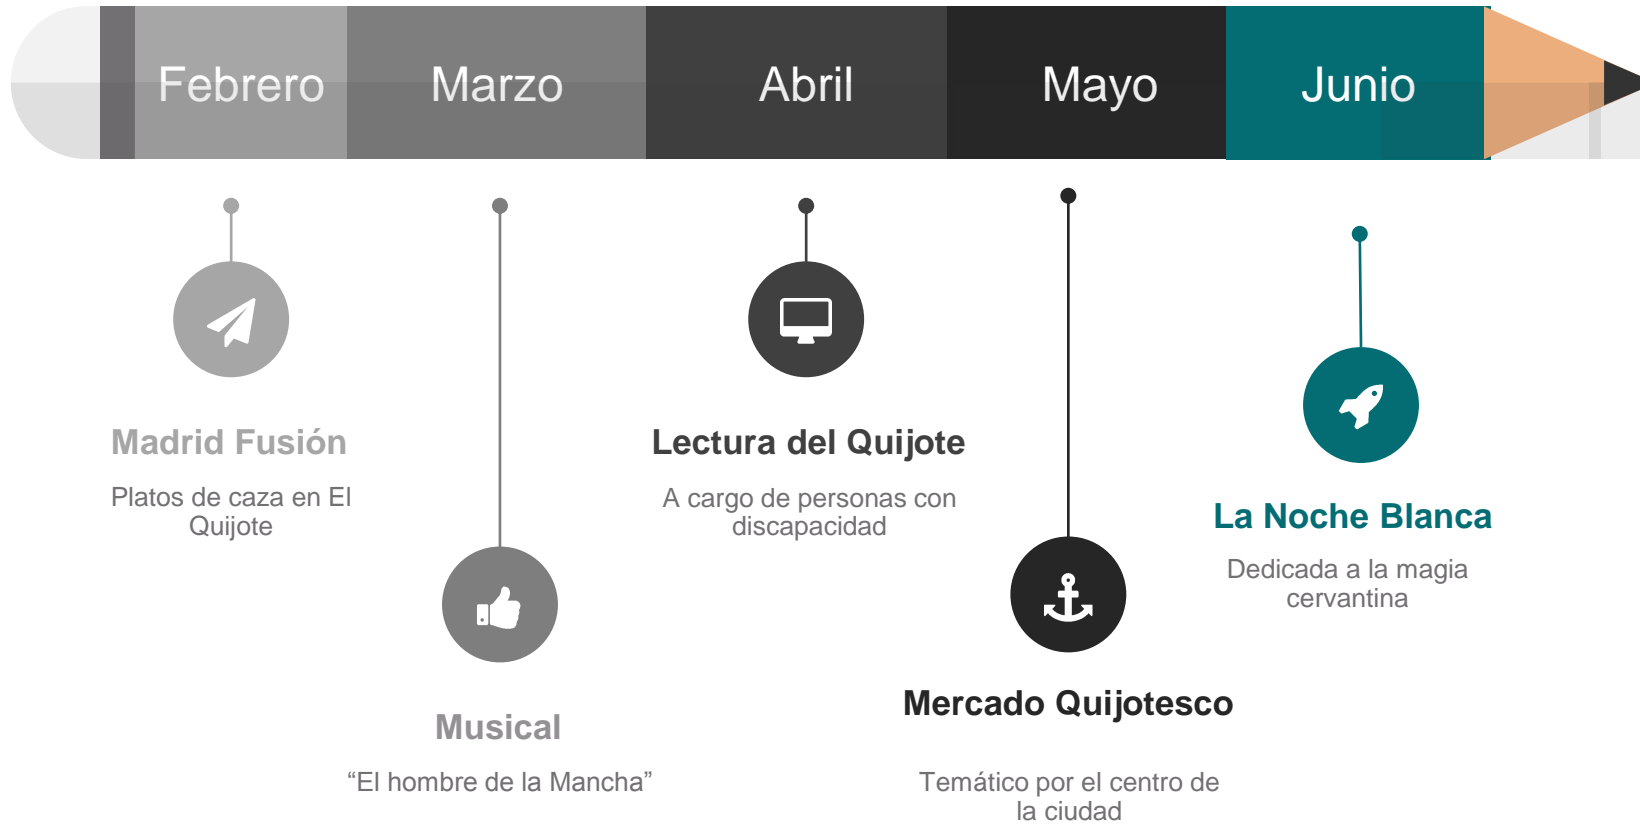 Febrero
Marzo
Abril
Mayo
Junio
Madrid Fusión
Platos de caza en El
Quijote
Musical
“El hombre de la Mancha”
Lectura del Quijote
A cargo de personas con
discapacidad
Mercado Quijotesco
Temático por el centro de
la ciudad
La Noche Blanca
Dedicada a la magia
cervantina